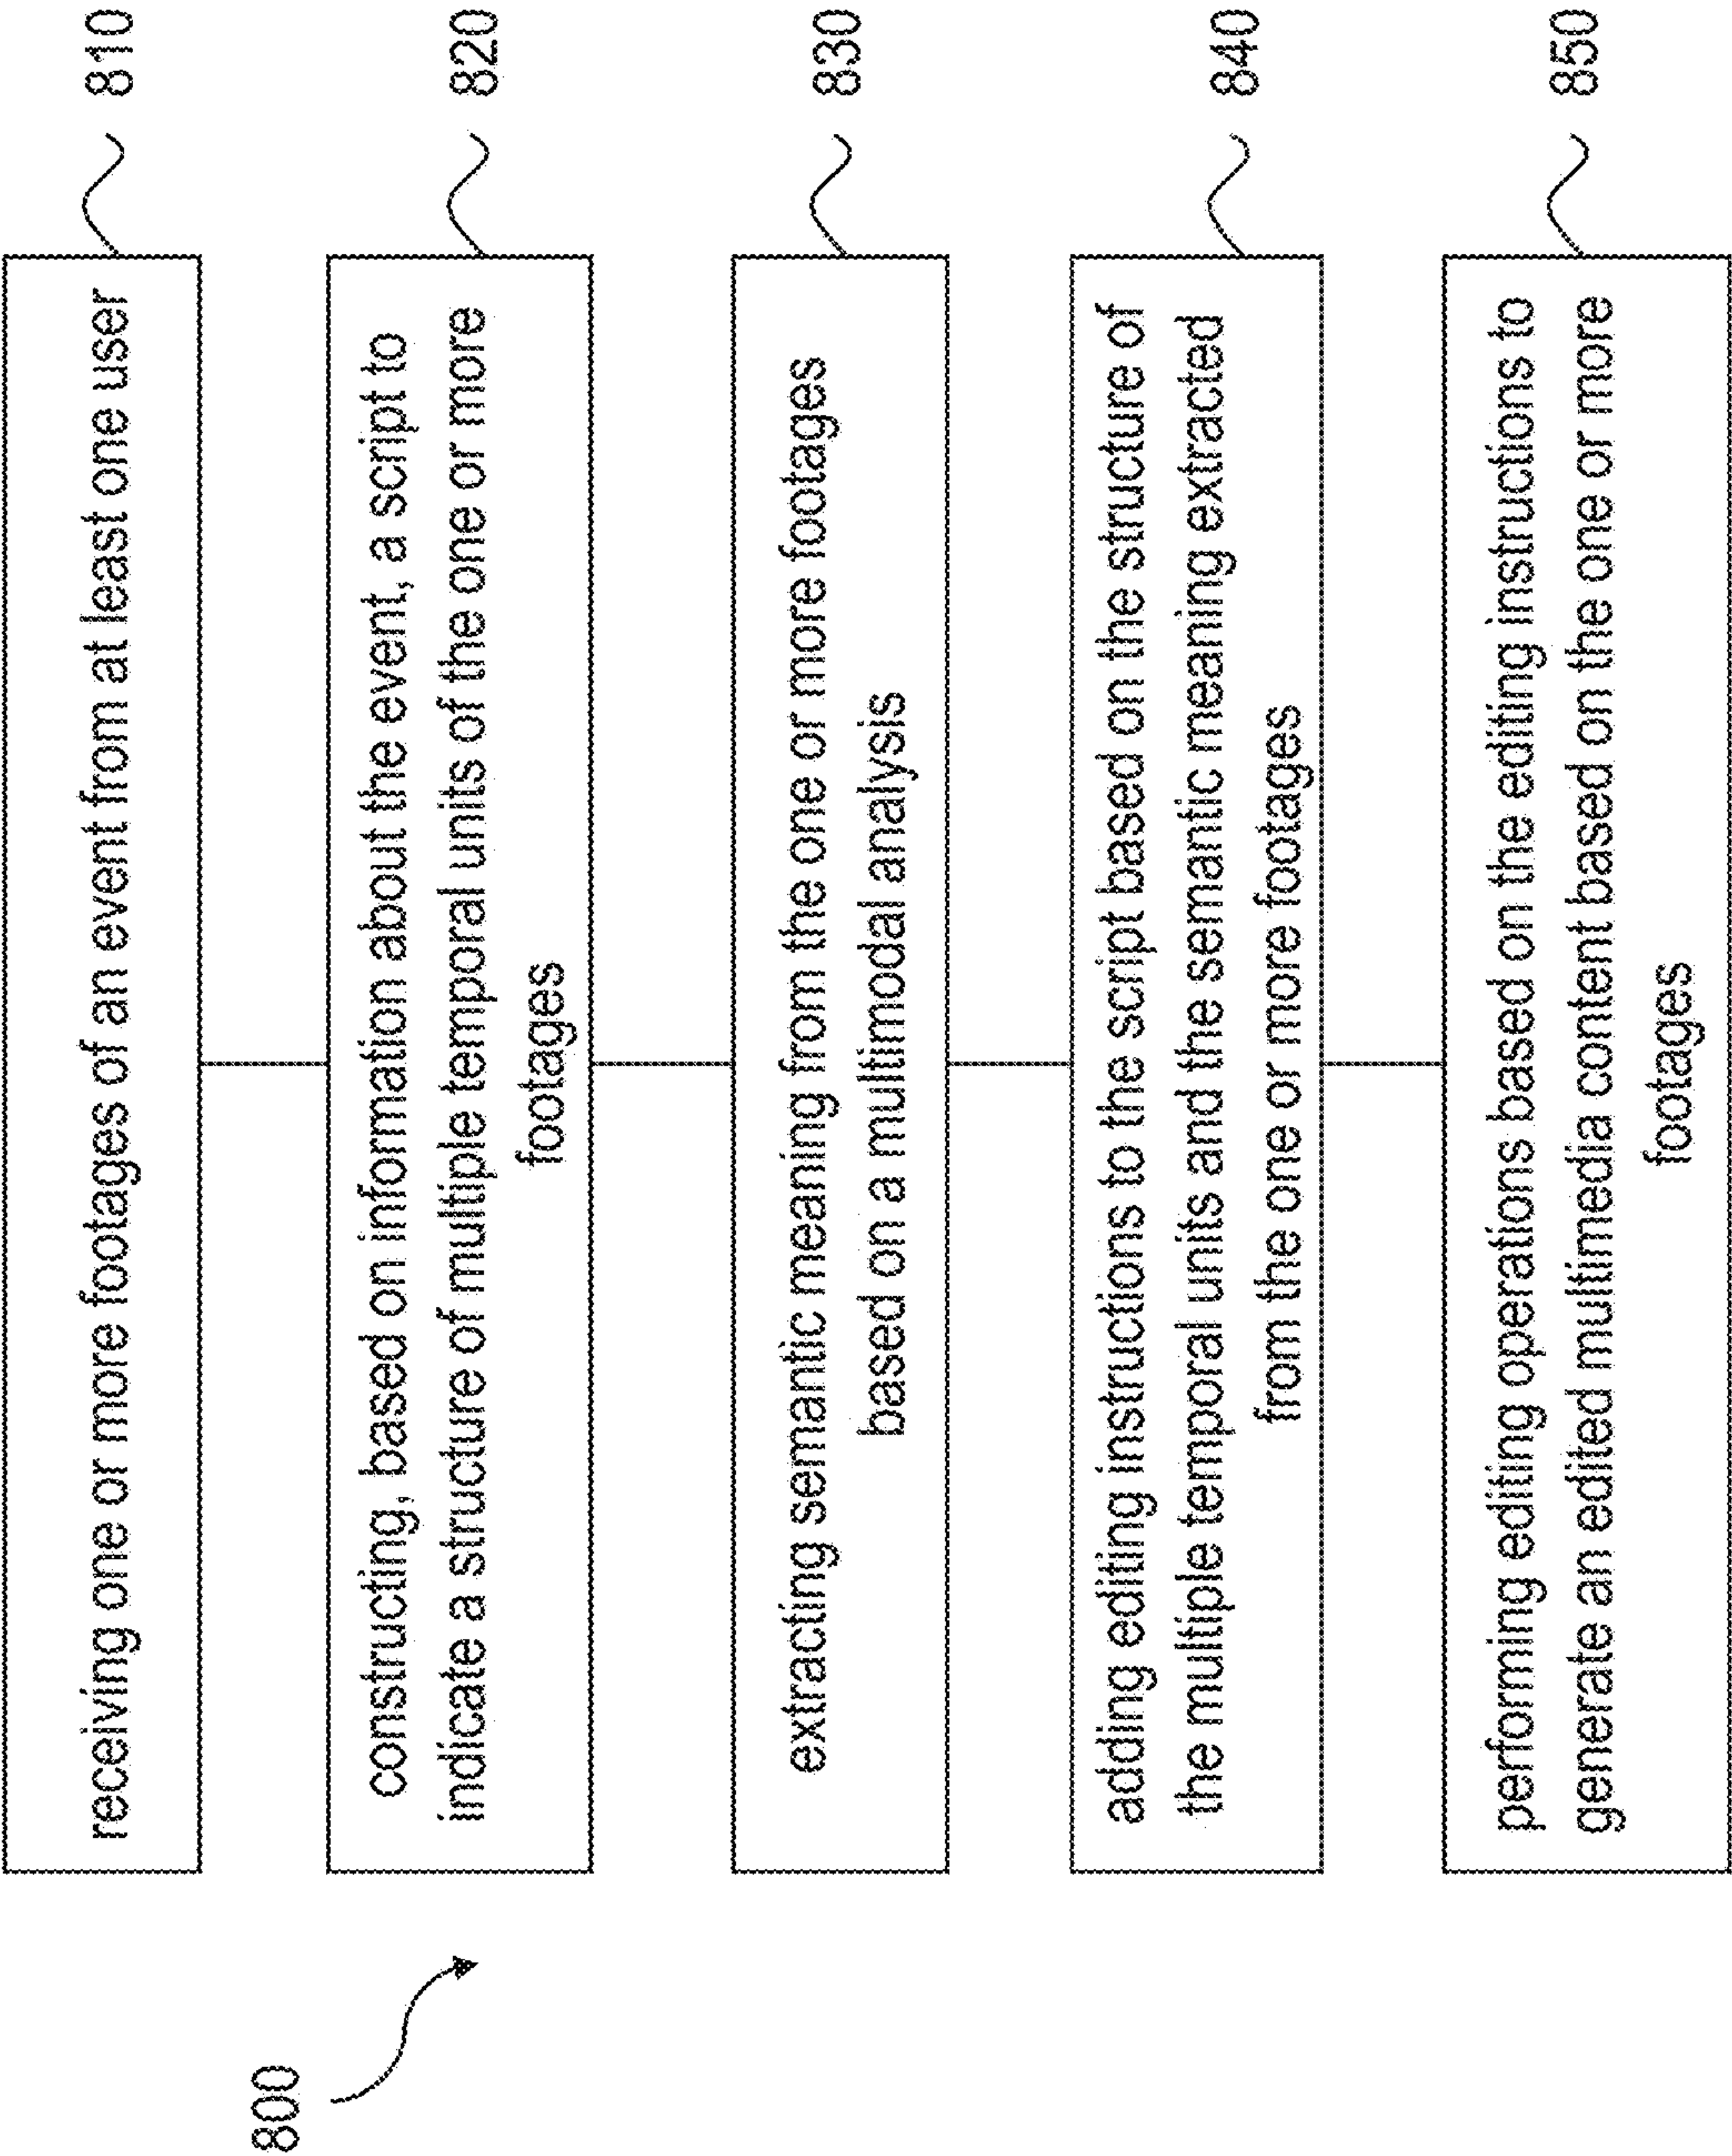 800
receiving one or more footages of an event from at least one user
810
constructing, based on information about the event, a script to
indicate a structure of multiple temporal units of the one or more
footages
820
extracting semantic meaning from the one or more footages
based on a multimodal analysis
830
adding editing instructions to the script based on the structure of
the multiple temporal units and the semantic meaning extracted
from the one or more footages
840
performing editing operations based on the editing instructions to
generate an edited multimedia content based on the one or more
footages
850